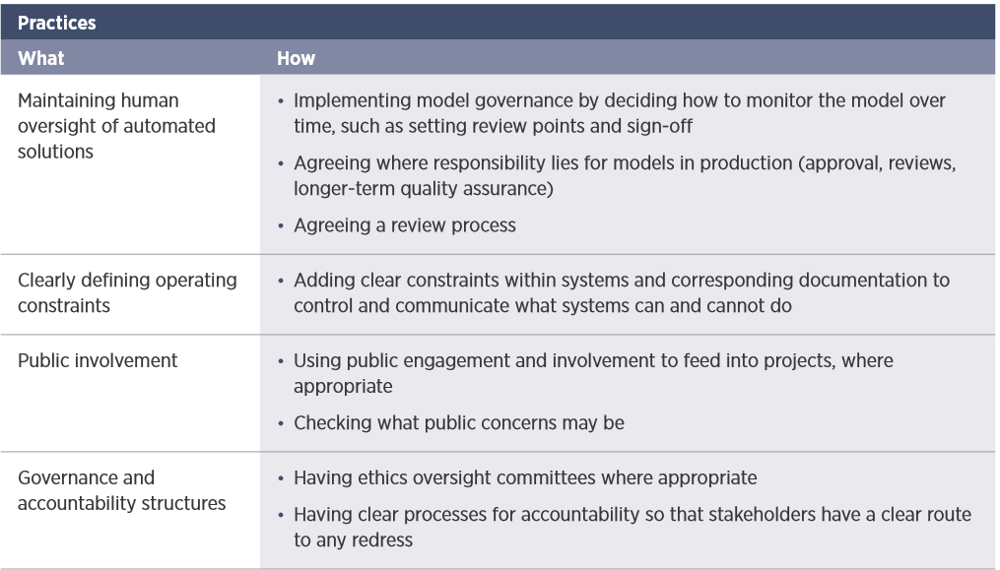 Practices
What How
Maintaining human
oversight of automated
solutions
• Implementing model governance by deciding how to monitor the model over
time, such as setting review points and sign-off
• Agreeing where responsibility lies for models in production (approval, reviews,
longer-term quality assurance)
• Agreeing a review process
Clearly defining operating
constraints
• Adding clear constraints within systems and corresponding documentation to
control and communicate what systems can and cannot do
Public involvement
• Using public engagement and involvement to feed into projects, where
appropriate
• Checking what public concerns may be
Governance and
accountability structures
• Having ethics oversight committees where appropriate
• Having clear processes for accountability so that stakeholders have a clear route
to any redress